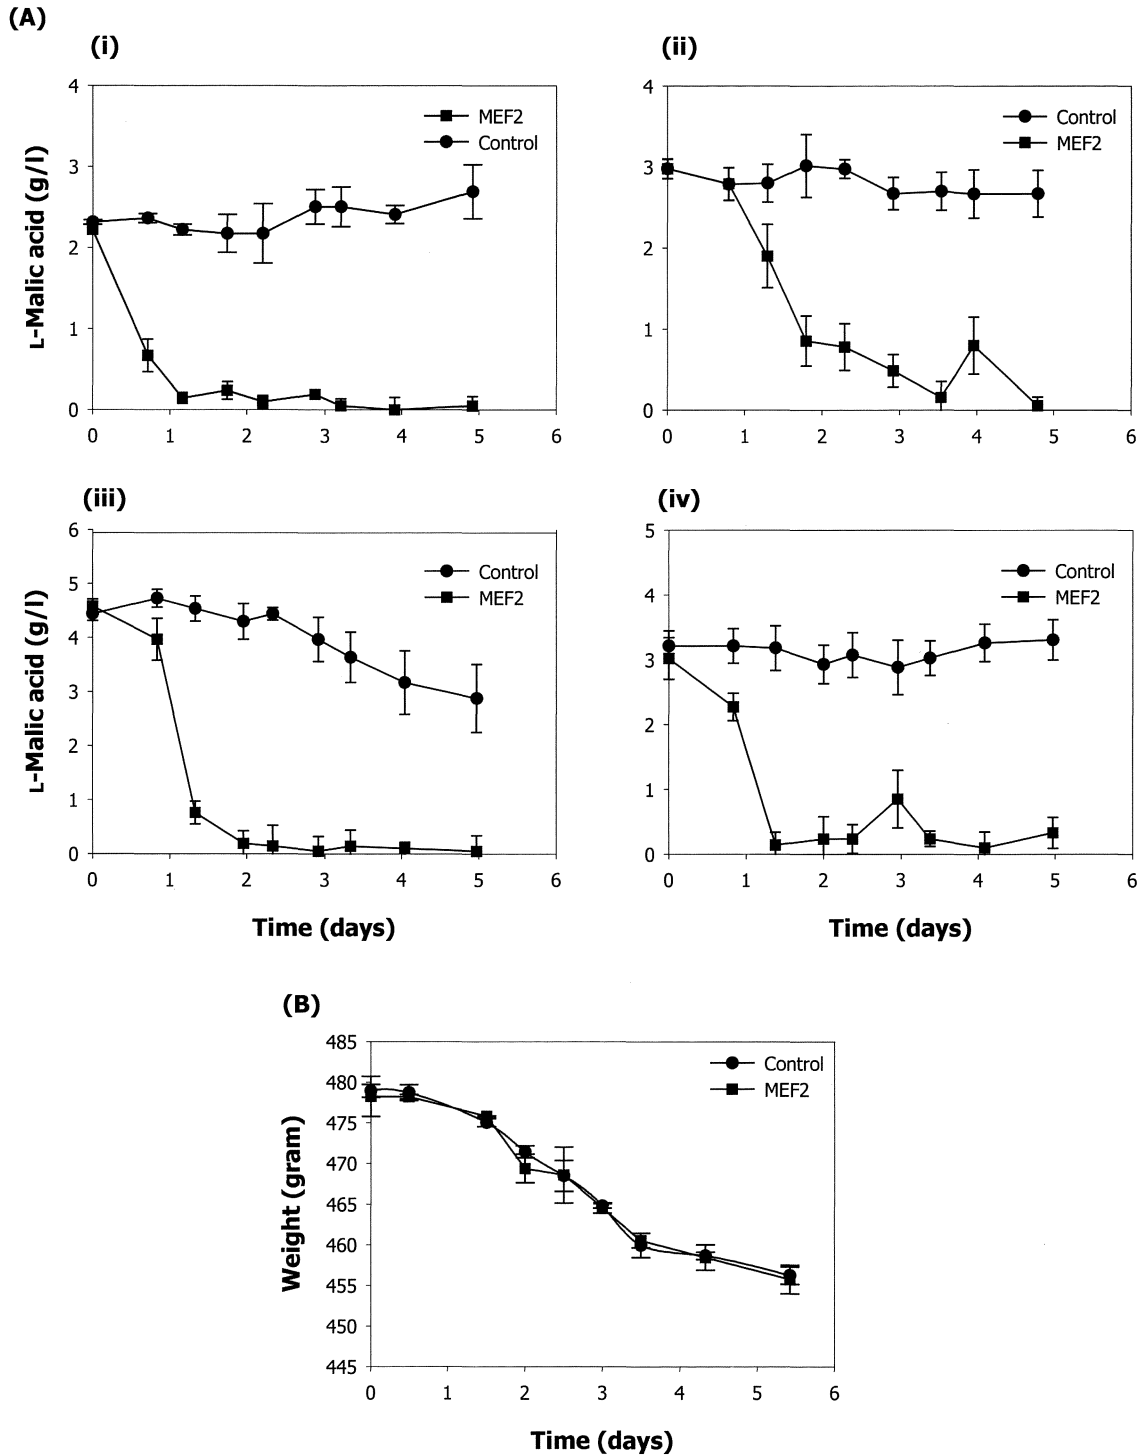 (A)
(i)
4
3
2
1
0
MEF2
Control
0 1 2 3 4 5 6
L-Malic acid (g/l)
(ii)
4
3
2
1
0
Control
MEF2
0 1 2 3 4 5 6
(iii)
6
5
4
3
2
1
0
Control
MEF2
0 1 2 3 4 5 6
L-Malic acid (g/l)
Time (days)
(iv)
5
4
3
2
1
0
Control
MEF2
0 1 2 3 4 5 6
Time (days)
(B)
485
480
475
470
465
460
455
450
445
Control
MEF2
0 1 2 3 4 5 6
Weight (gram)
Time (days)